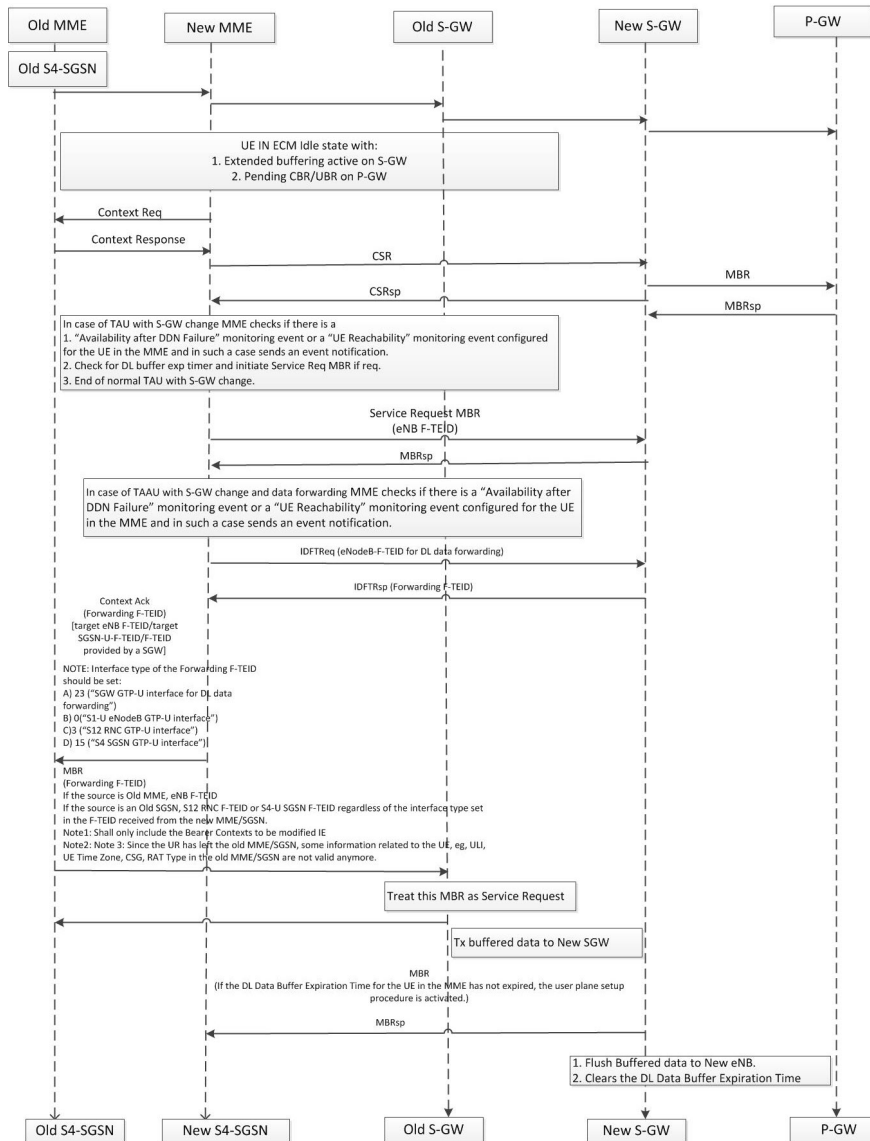 Old MME
New MME
Old S-GW
New S-GW
P-GW
Old S4-SGSN
UE IN ECM Idle state with:
1. Extended buffering active on S-GW
2. Pending CBR/UBR on P-GW
Context Req
Context Response
CSR
MBR
CSRsp
MBRsp
In case of TAU with S-GW change MME checks if there is a
1. “Availability after DDN Failure” monitoring event or a “UE Reachability” monitoring event configured
for the UE in the MME and in such a case sends an event notification.
2. Check for DL buffer exp timer and initiate Service Req MBR if req.
3. End of normal TAU with S-GW change.
Service Request MBR
(eNB F-TEID)
MBRsp
In case of TAAU with S-GW change and data forwarding MME checks if there is a “Availability after
DDN Failure” monitoring event or a “UE Reachability” monitoring event configured for the UE
in the MME and in such a case sends an event notification.
IDFTReq (eNodeB-F-TEID for DL data forwarding)
IDFTRsp (Forwarding F-TEID)
Context Ack
(Forwarding F-TEID)
[target eNB F-TEID/target
SGSN-U-F-TEID/F-TEID
provided by a SGW]
NOTE: Interface type of the Forwarding F-TEID
should be set:
A) 23 (“SGW GTP-U interface for DL data
forwarding”)
B) 0(“S1-U eNodeB GTP-U interface”)
C)3 (“S12 RNC GTP-U interface”)
D) 15 (“S4 SGSN GTP-U interface”)
MBR
(Forwarding F-TEID)
If the source is Old MME, eNB F-TEID
If the source is an Old SGSN, S12 RNC F-TEID or S4-U SGSN F-TEID regardless of the interface type set
in the F-TEID received from the new MME/SGSN.
Note1: Shall only include the Bearer Contexts to be modified IE
Note2: Note 3: Since the UR has left the old MME/SGSN, some information related to the UE, eg, ULI,
UE Time Zone, CSG, RAT Type in the old MME/SGSN are not valid anymore.
Treat this MBR as Service Request
Tx buffered data to New SGW
MBR
(If the DL Data Buffer Expiration Time for the UE in the MME has not expired, the user plane setup
procedure is activated.)
MBRsp
1. Flush Buffered data to New eNB.
2. Clears the DL Data Buffer Expiration Time
Old S4-SGSN
New S4-SGSN
Old S-GW
New S-GW
P-GW